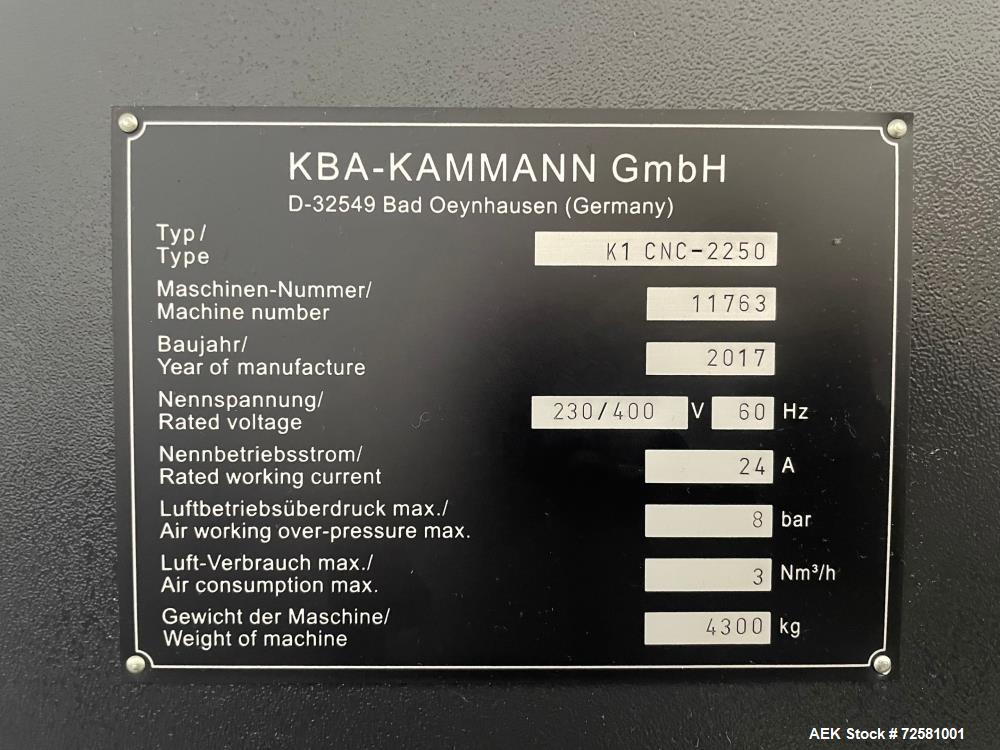 KBA-KAMMANN GmbH
D-32549 Bad Oeynhausen (Germany)
Typ/
Type
K1 CNC-2250
Maschinen-Nummer/
Machine number
11763
Baujahr/
Year of manufacture
2017
Nennspannung/
Rated voltage
230/400 V 60 Hz
Nennbetriebsstrom/
Rated working current
24 A
Luftbetriebsüberdruck max./
Air working over-pressure max.
8 bar
Luft-Verbrauch max./
Air consumption max.
3 Nm³/h
Gewicht der Maschine/
Weight of machine
4300 kg
AEK Stock # 72581001